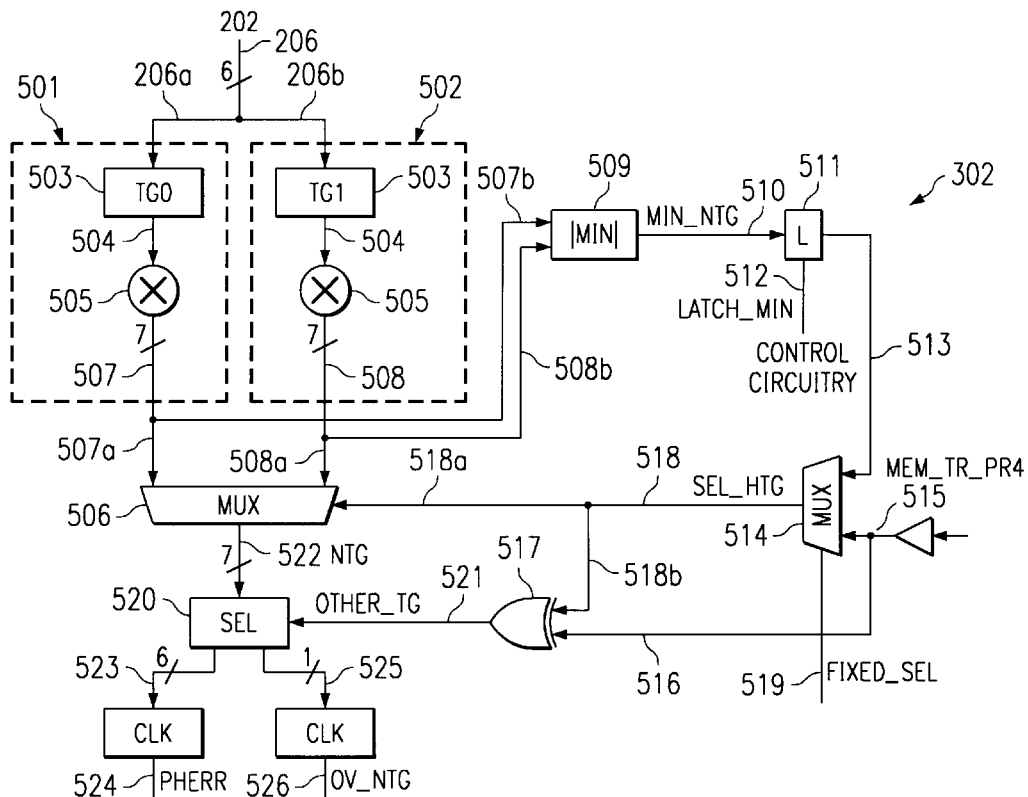 202
206
6
206a
206b
501
502
503
TG0
TG1
503
507b
509
510
511
302
|MIN|
MIN_NTG
L
504
504
505
505
512
LATCH_MIN
CONTROL
CIRCUITRY
513
7
7
507
508
508b
507a
508a
518a
518
SEL_HTG
MEM_TR_PR4
515
506
MUX
MUX
514
7
522 NTG
517
518b
520
SEL
OTHER_TG
521
516
519
FIXED_SEL
523
6
1
525
CLK
CLK
524
PHERR
526
OV_NTG